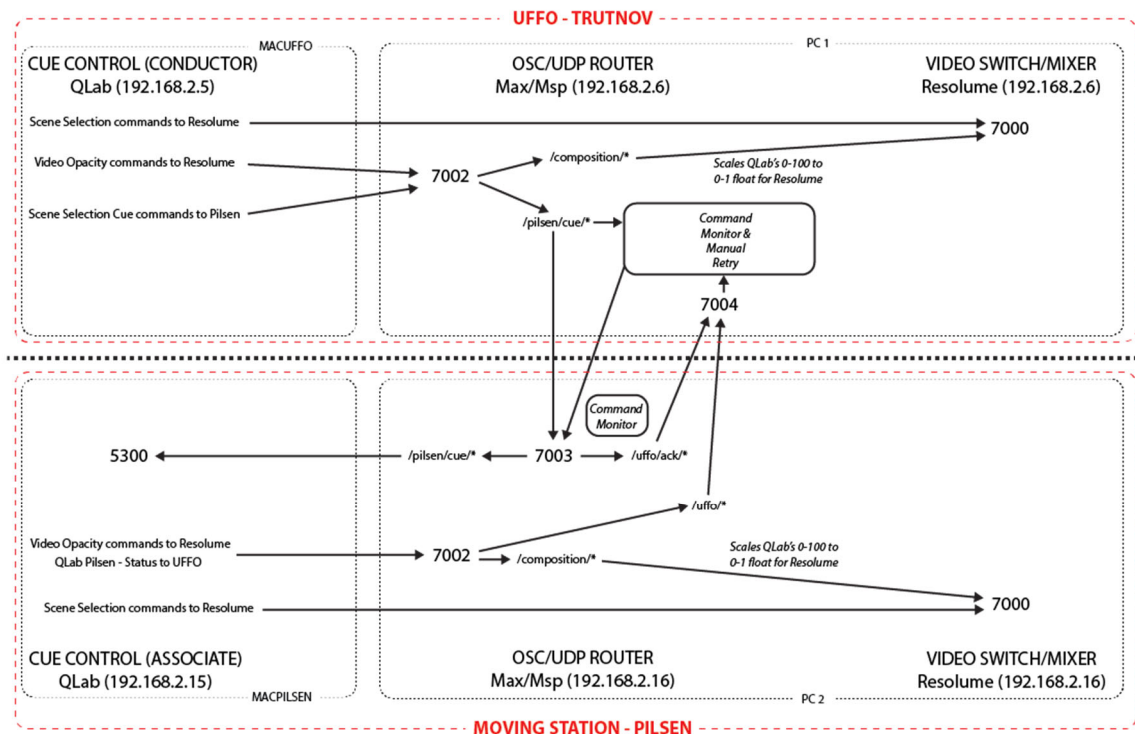 UFFO - TRUTNOV
MACUFFO
PC 1
CUE CONTROL (CONDUCTOR)
QLab (192.168.2.5)
OSC/UDP ROUTER
Max/Msp (192.168.2.6)
VIDEO SWITCH/MIXER
Resolume (192.168.2.6)
Scene Selection commands to Resolume
7000
Video Opacity commands to Resolume
/composition/*
Scales QLab's 0-100 to
0-1 float for Resolume
7002
Scene Selection Cue commands to Pilsen
/pilsen/cue/*
Command
Monitor &
Manual
Retry
7004
Command
Monitor
5300
/pilsen/cue/*
7003
/uffo/ack/*
/uffo/*
Video Opacity commands to Resolume
QLab Pilsen - Status to UFFO
7002
/composition/*
Scales QLab's 0-100 to
0-1 float for Resolume
Scene Selection commands to Resolume
7000
CUE CONTROL (ASSOCIATE)
QLab (192.168.2.15)
OSC/UDP ROUTER
Max/Msp (192.168.2.16)
VIDEO SWITCH/MIXER
Resolume (192.168.2.16)
MACPILSEN
PC 2
MOVING STATION - PILSEN